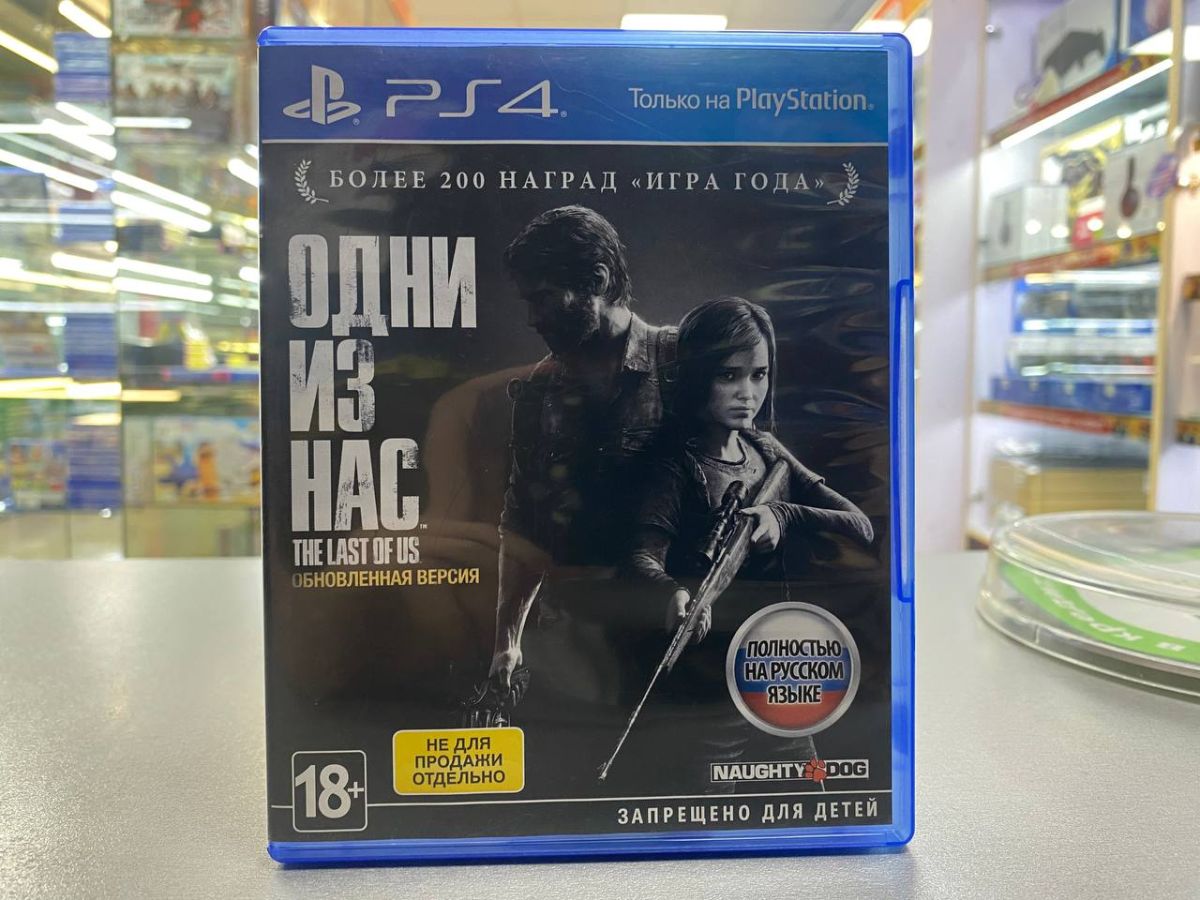 PS4
Только на PlayStation
БОЛЕЕ 200 НАГРАД «ИГРА ГОДА»
ОДНИ
ИЗ
НАС™
THE LAST OF US
ОБНОВЛЕННАЯ ВЕРСИЯ
ПОЛНОСТЬЮ
НА РУССКОМ
ЯЗЫКЕ
НЕ ДЛЯ
ПРОДАЖИ
ОТДЕЛЬНО
18+
NAUGHTY DOG
ЗАПРЕЩЕНО ДЛЯ ДЕТЕЙ